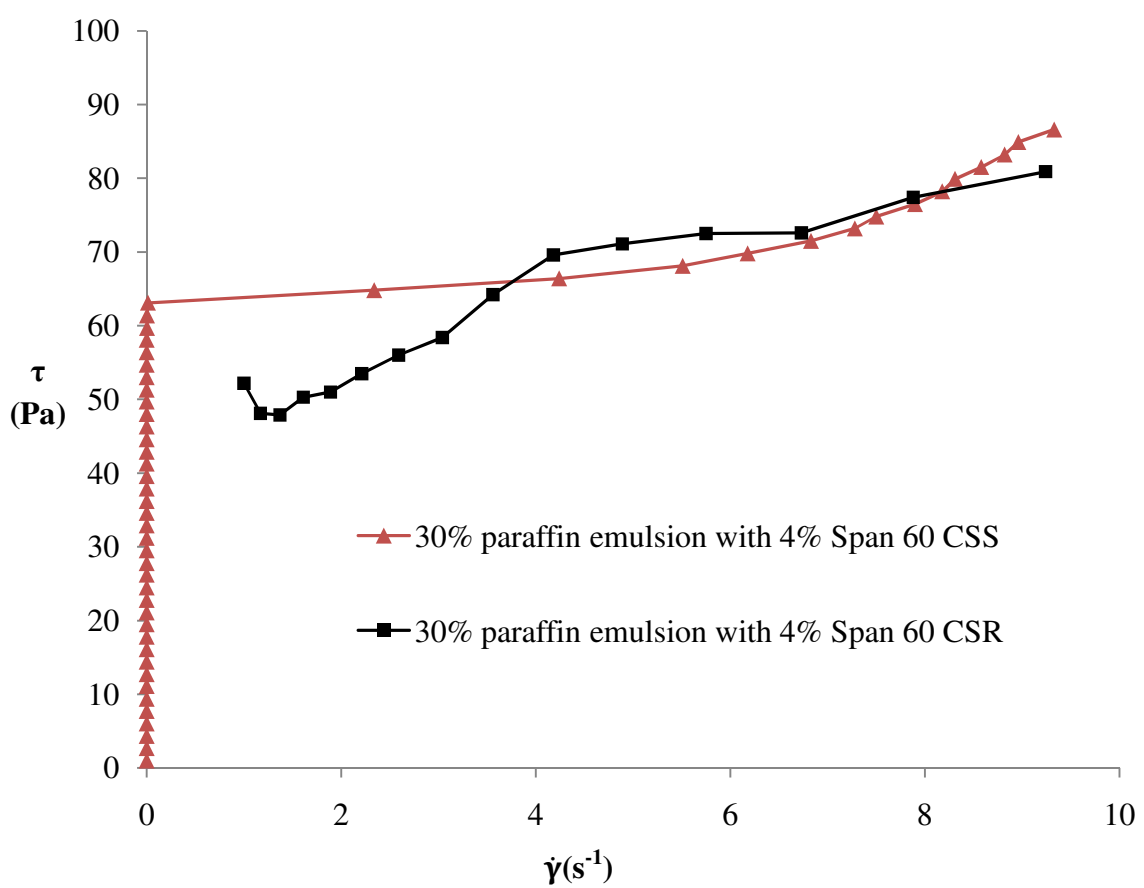 100
90
80
70
60
50
40
30
20
10
0
τ
(Pa)
30% paraffin emulsion with 4% Span 60 CSS
30% paraffin emulsion with 4% Span 60 CSR
0 2 4 6 8 10
γ̇(s⁻¹)